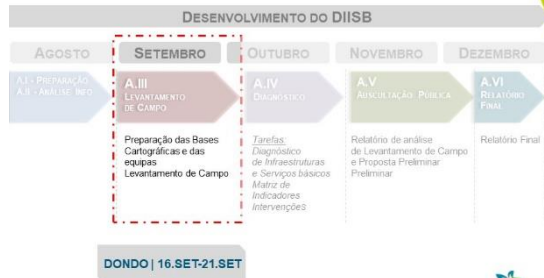 DESENVOLVIMENTO DO DIISB
AGOSTO
SETEMBRO
OUTUBRO
NOVEMBRO
DEZEMBRO
A.I - PREPARAÇÃO
A.II - ANÁLISE INFO
A.III
LEVANTAMENTO
DE CAMPO
A.IV
DIAGNÓSTICO
A.V
AUSCULTAÇÃO PÚBLICA
A.VI
RELATÓRIO
FINAL
Preparação das Bases
Cartográficas e das
equipas
Levantamento de Campo
Tarefas:
Diagnóstico
de Infraestruturas
e Serviços básicos
Matriz de
Indicadores
Intervenções
Relatório de análise
de Levantamento de Campo
e Proposta Preliminar
Preliminar
Relatório Final
DONDO | 16.SET-21.SET